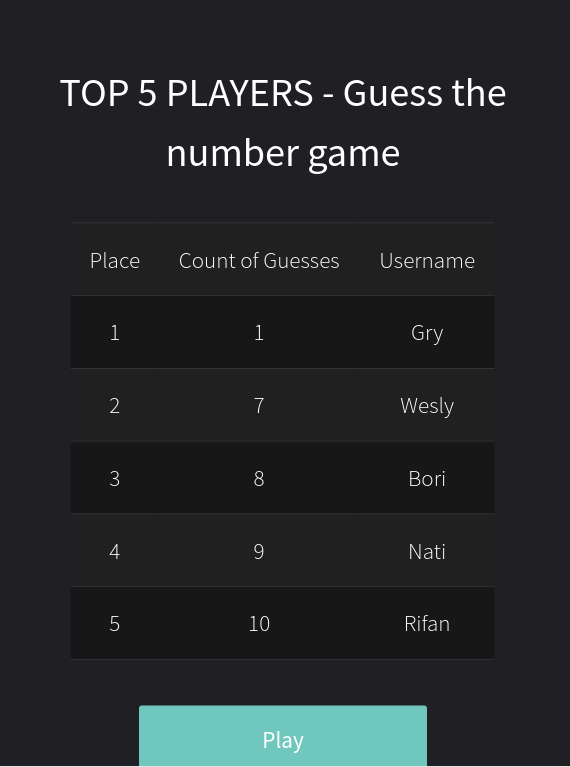 TOP 5 PLAYERS - Guess the
number game
Place Count of Guesses Username
1 1 Gry
2 7 Wesly
3 8 Bori
4 9 Nati
5 10 Rifan
Play